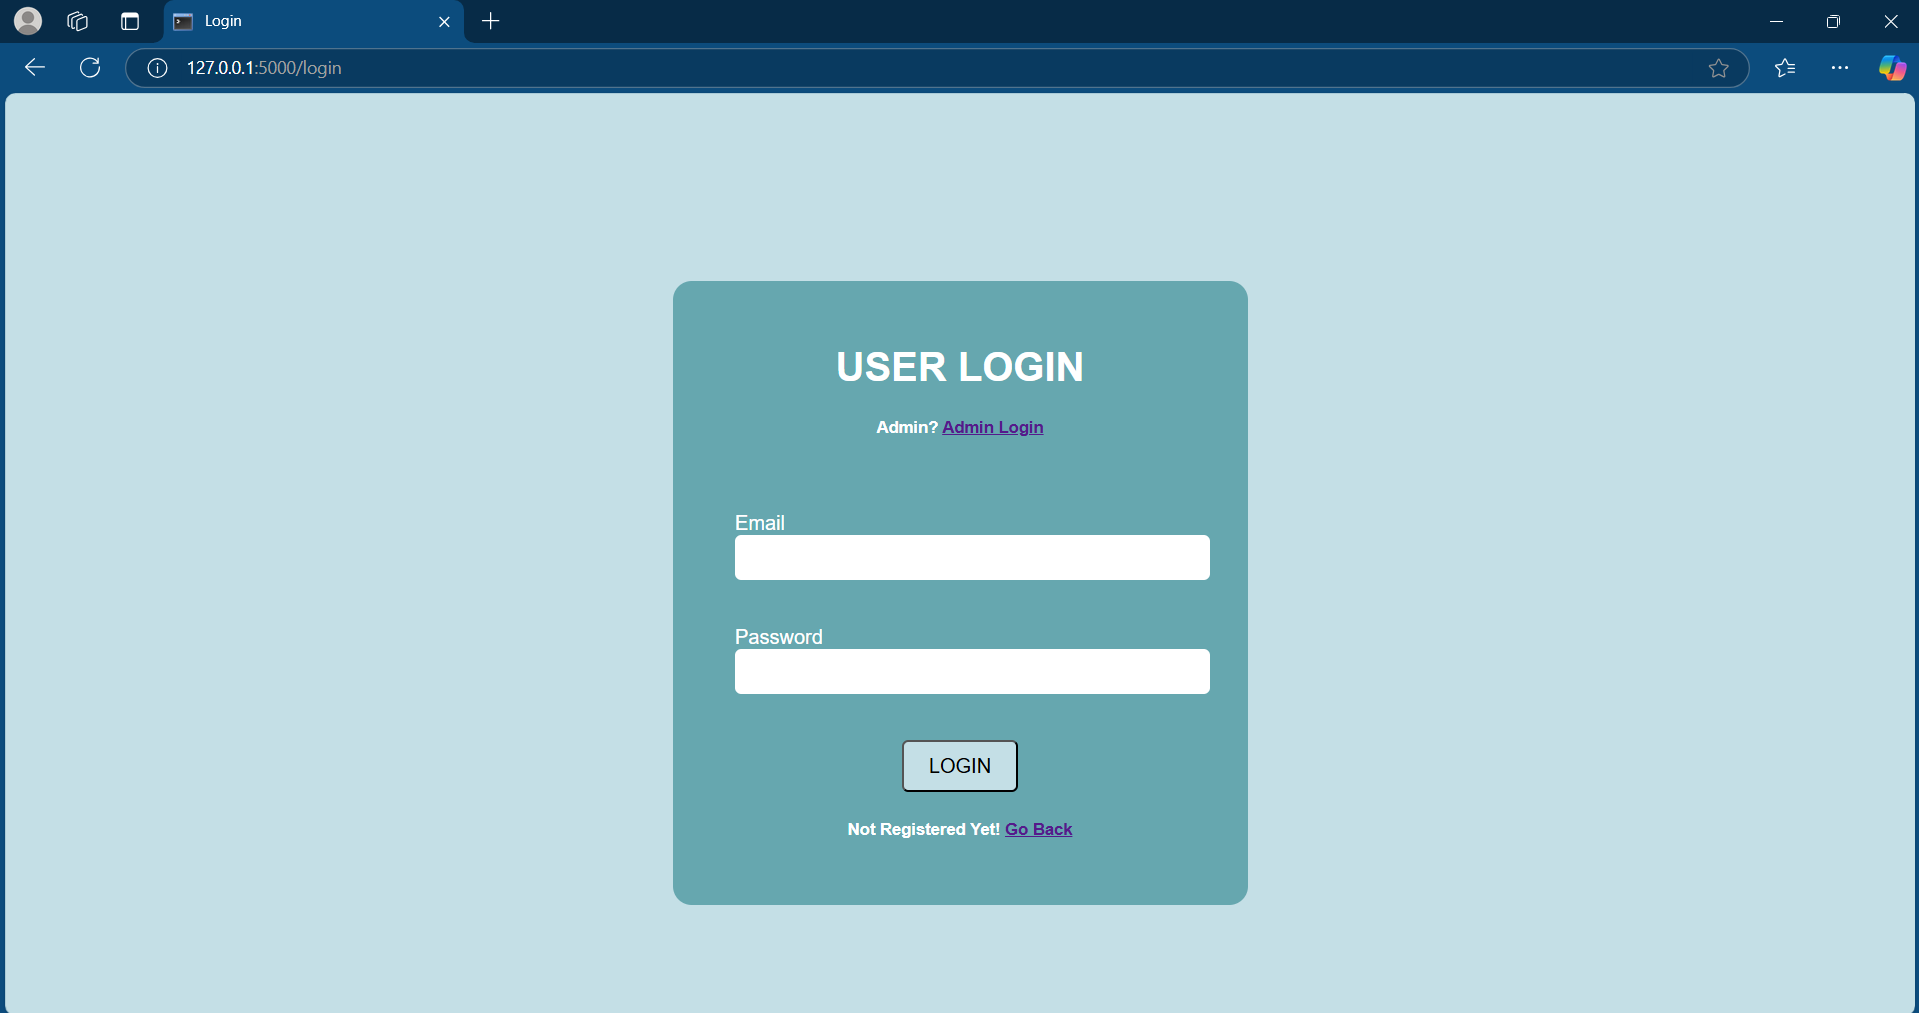 Login
127.0.0.1:5000/login
USER LOGIN
Admin? Admin Login
Email
Password
LOGIN
Not Registered Yet! Go Back